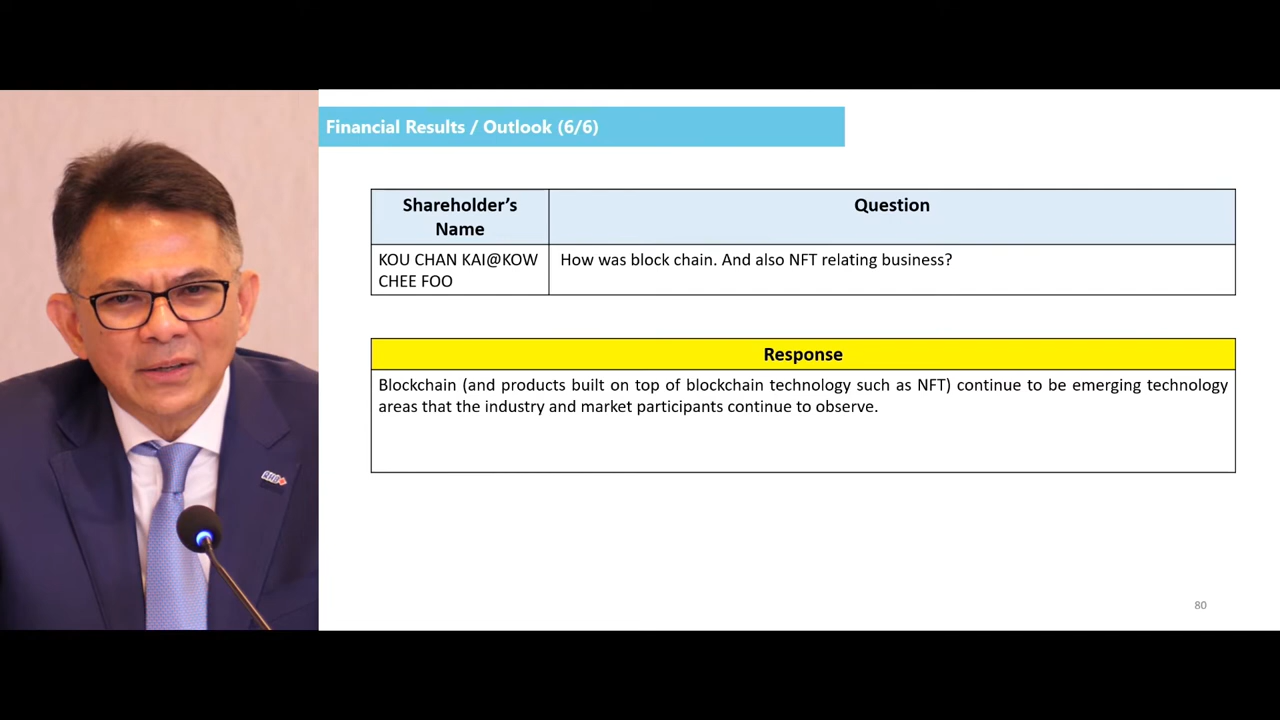 Financial Results / Outlook (6/6)
Shareholder's
Name
Question
KOU CHAN KAI@KOW
CHEE FOO
How was block chain. And also NFT relating business?
Response
Blockchain (and products built on top of blockchain technology such as NFT) continue to be emerging technology
areas that the industry and market participants continue to observe.
80